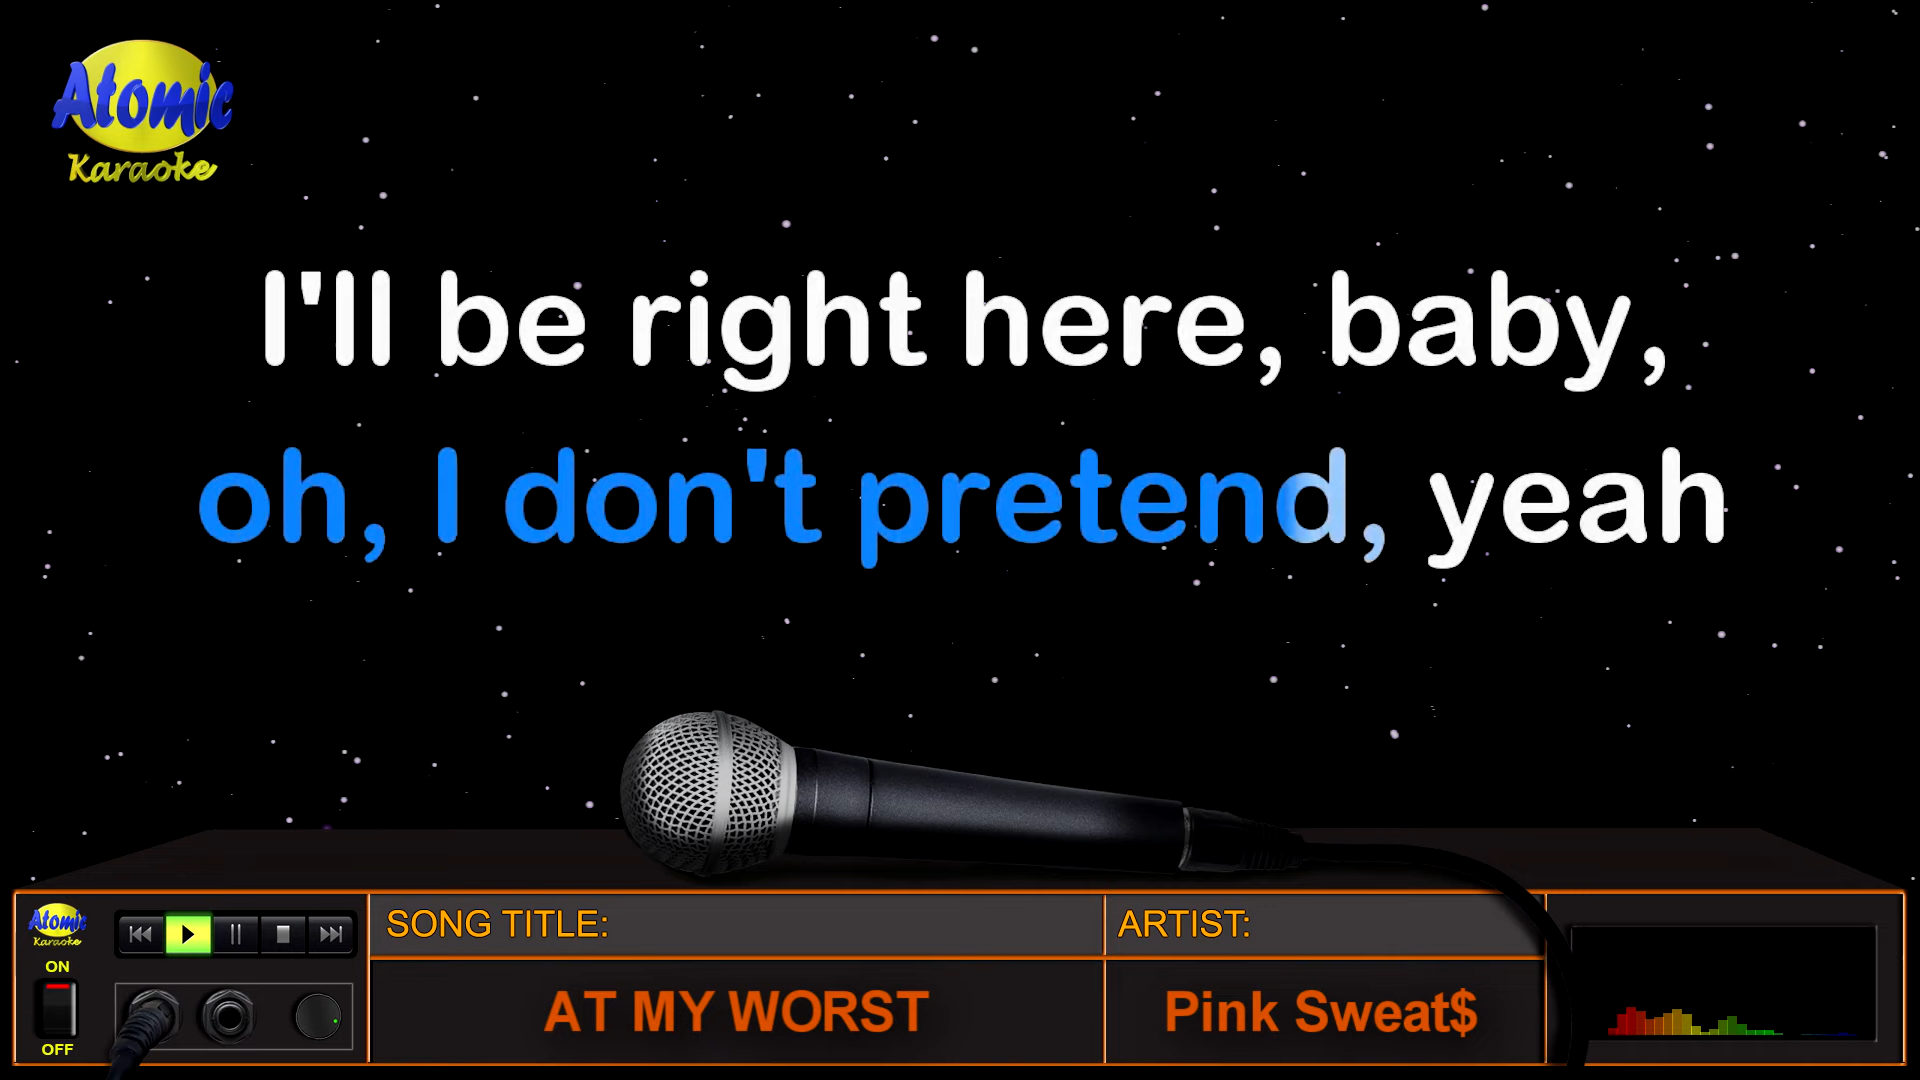 Atomic
Karaoke
I'll be right here, baby,
oh, I don't pretend, yeah
Atomic
Karaoke
ON
OFF
SONG TITLE:
AT MY WORST
ARTIST:
Pink Sweat$